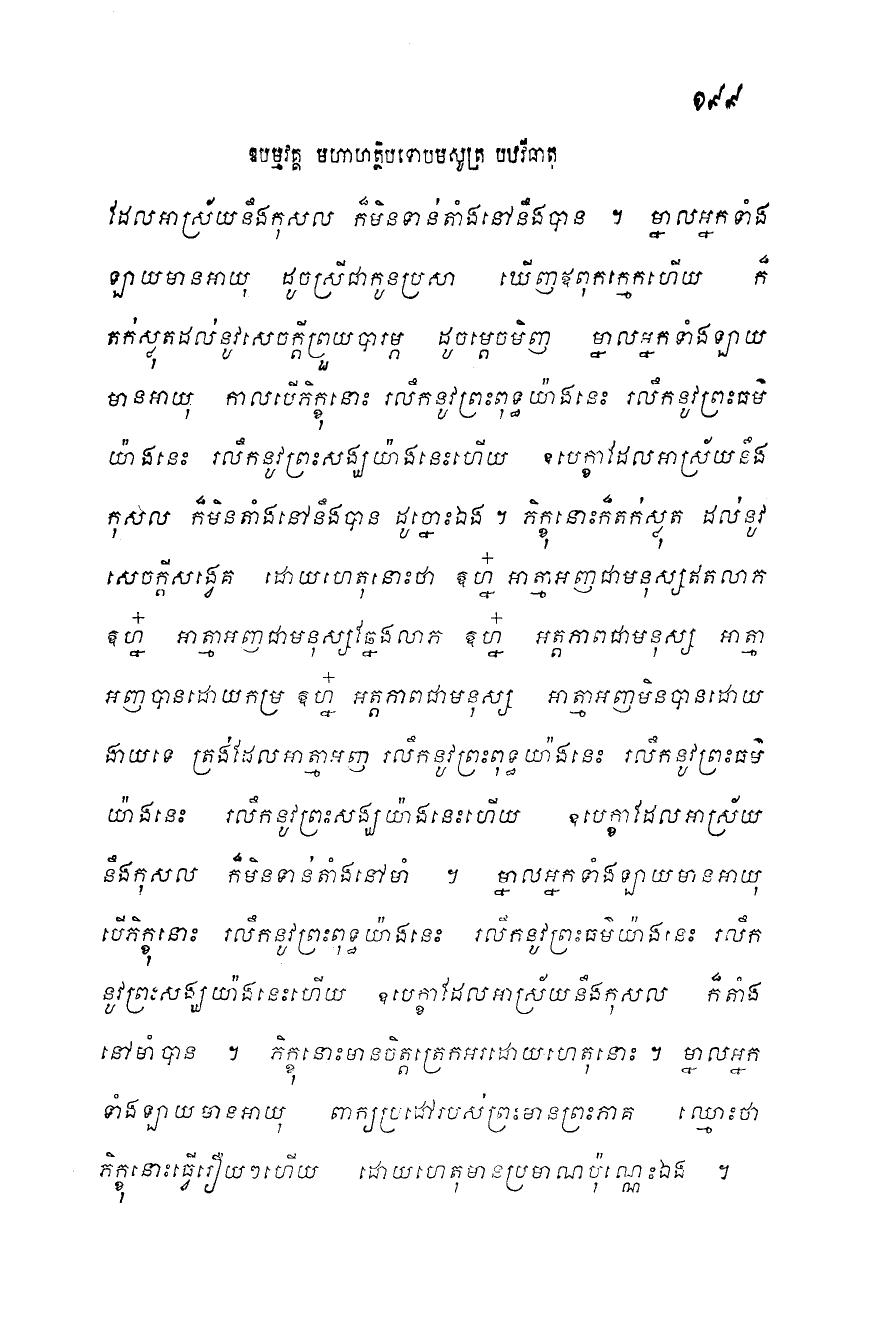 ១៩៩
ឧបម្មវគ្គ មហាហត្ថិបទោបមសូត្រ បឋវីធាតុ
ដែលអាស្រ័យនឹងកុសល ក៏មិនទាន់តាំងនៅនឹងបាន ។ ម្នាលអ្នកទាំង
ឡាយមានអាយុ ដូចស្រីជាកូនប្រសា ឃើញឪពុកក្មេកហើយ ក៏
តក់ស្លុតដល់នូវសេចក្តីព្រួយបារម្ភ ដូចម្តេចមិញ ម្នាលអ្នកទាំងឡាយ
មានអាយុ កាលបើភិក្ខុនោះ រលឹកនូវព្រះពុទ្ធយ៉ាងនេះ រលឹកនូវព្រះធម៌
យ៉ាងនេះ រលឹកនូវព្រះសង្ឃយ៉ាងនេះហើយ ឧបេក្ខាដែលអាស្រ័យនឹង
កុសល ក៏មិនតាំងនៅនឹងបាន ដូច្នោះឯង ។ ភិក្ខុនោះក៏តក់ស្លុត ដល់នូវ
សេចក្តីសង្វេគ ដោយហេតុនោះថា ឱហ្ន៎ អាត្មាអញជាមនុស្សឥតលាភ
ឱហ្ន៎ អាត្មាអញជាមនុស្សឆ្វែងលាភ ឱហ្ន៎ អត្តភាពជាមនុស្ស អាត្មា
អញបានដោយកម្រ ឱហ្ន៎ អត្តភាពជាមនុស្ស អាត្មាអញមិនបានដោយ
ងាយទេ ត្រង់ដែលអាត្មាអញ រលឹកនូវព្រះពុទ្ធយ៉ាងនេះ រលឹកនូវព្រះធម៌
យ៉ាងនេះ រលឹកនូវព្រះសង្ឃយ៉ាងនេះហើយ ឧបេក្ខាដែលអាស្រ័យ
នឹងកុសល ក៏មិនទាន់តាំងនៅមាំ ។ ម្នាលអ្នកទាំងឡាយមានអាយុ
បើភិក្ខុនោះ រលឹកនូវព្រះពុទ្ធយ៉ាងនេះ រលឹកនូវព្រះធម៌យ៉ាងនេះ រលឹក
នូវព្រះសង្ឃយ៉ាងនេះហើយ ឧបេក្ខាដែលអាស្រ័យនឹងកុសល ក៏តាំង
នៅមាំបាន ។ ភិក្ខុនោះមានចិត្តត្រេកអរដោយហេតុនោះ ។ ម្នាលអ្នក
ទាំងឡាយមានអាយុ ពាក្យប្រដៅរបស់ព្រះមានព្រះភាគ ឈ្មោះថា
ភិក្ខុនោះធ្វើរឿយៗហើយ ដោយហេតុមានប្រមាណប៉ុណ្ណេះឯង ។